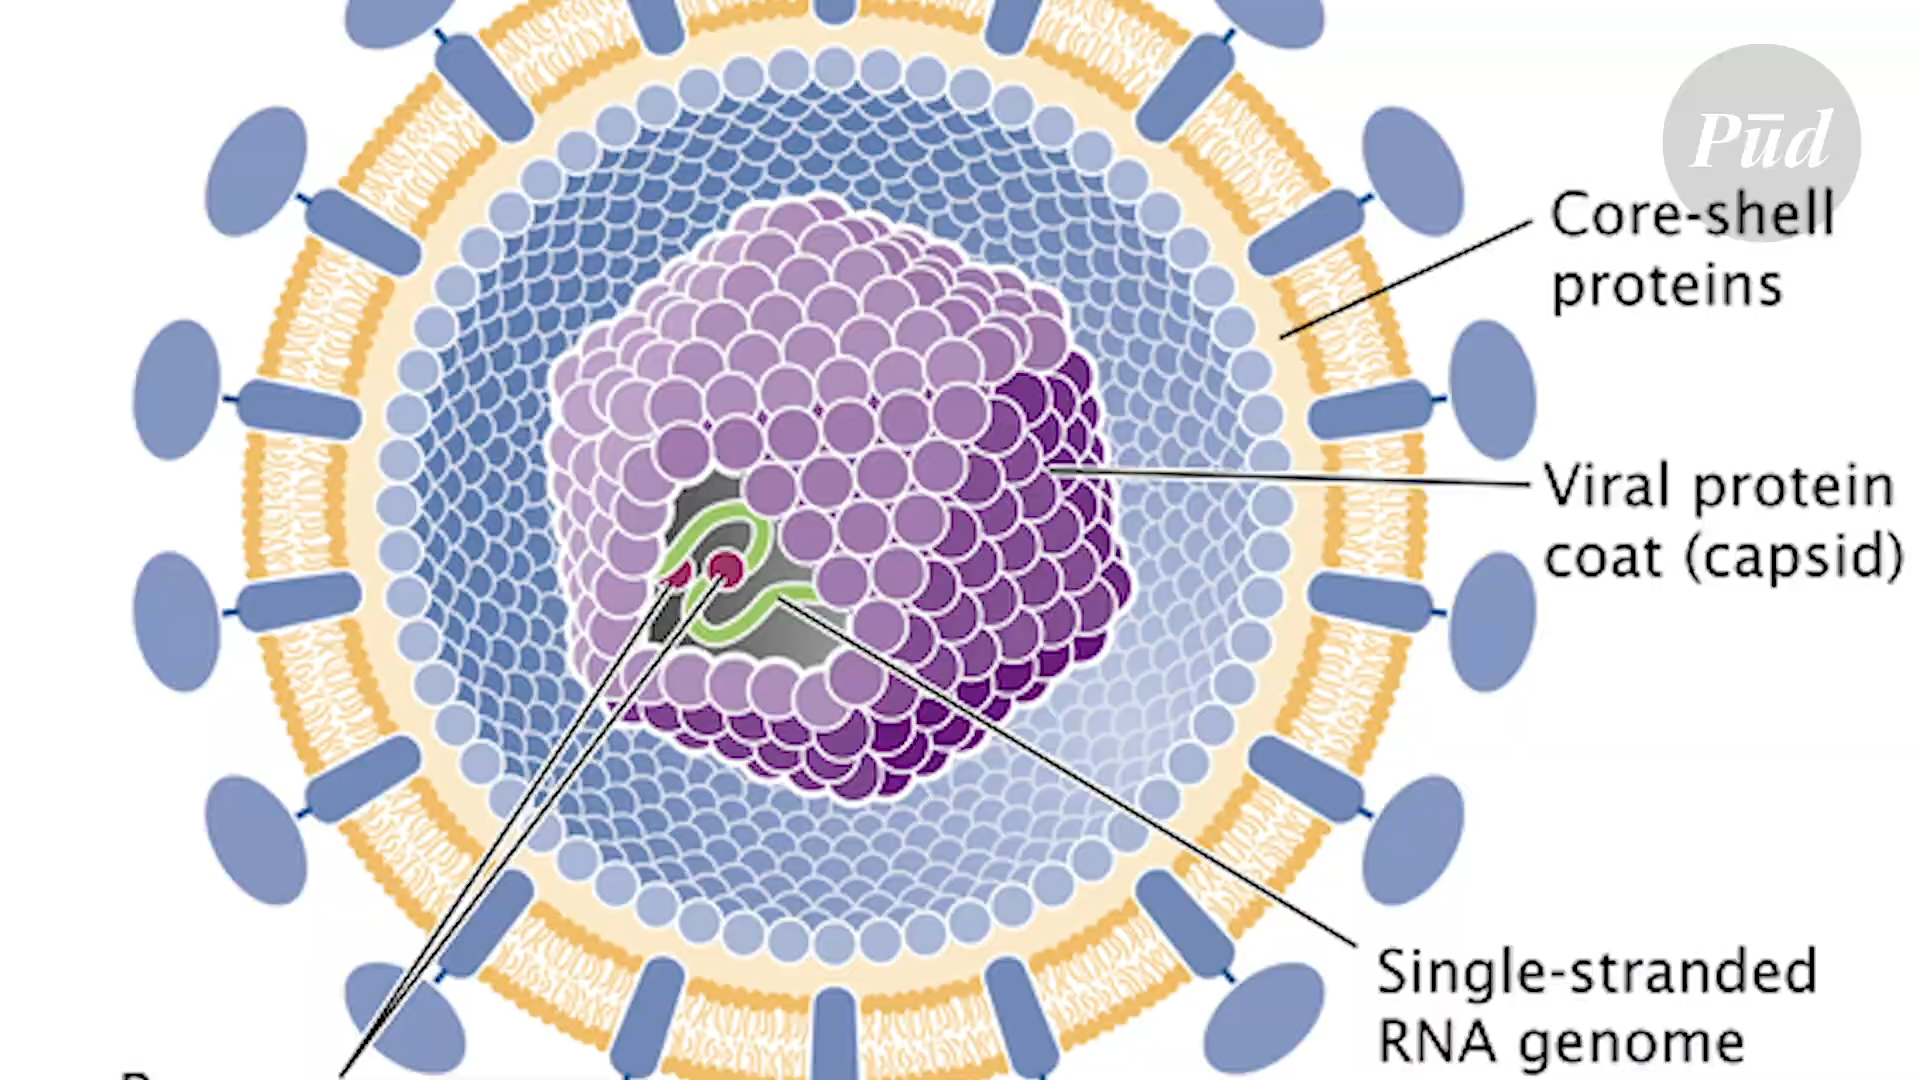 Pūd
Core-shell
proteins
Viral protein
coat (capsid)
Single-stranded
RNA genome